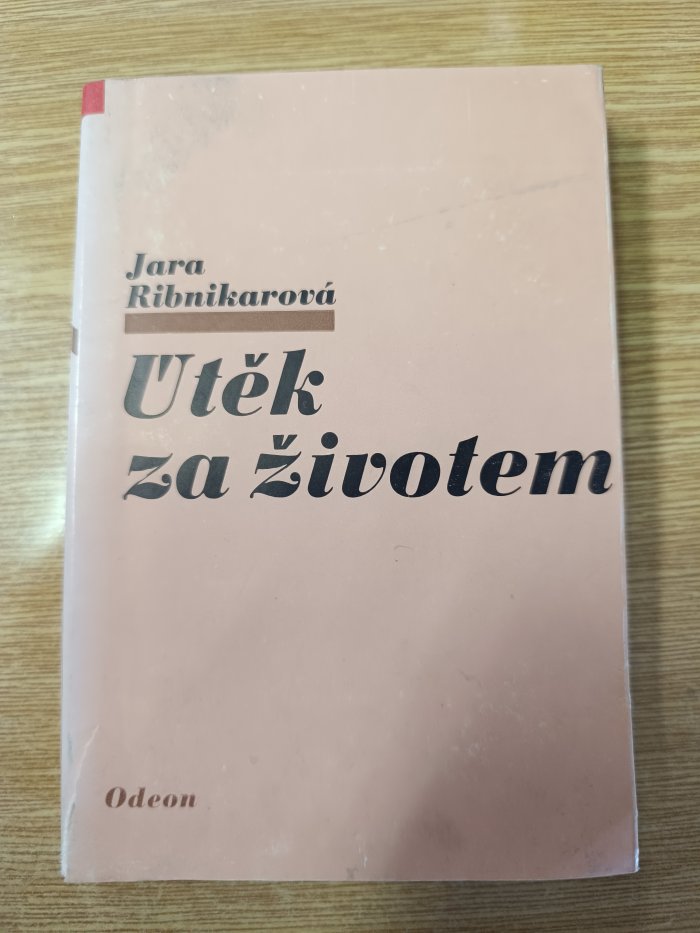 Jara
Ribnikarová
Útěk
za životem
Odeon